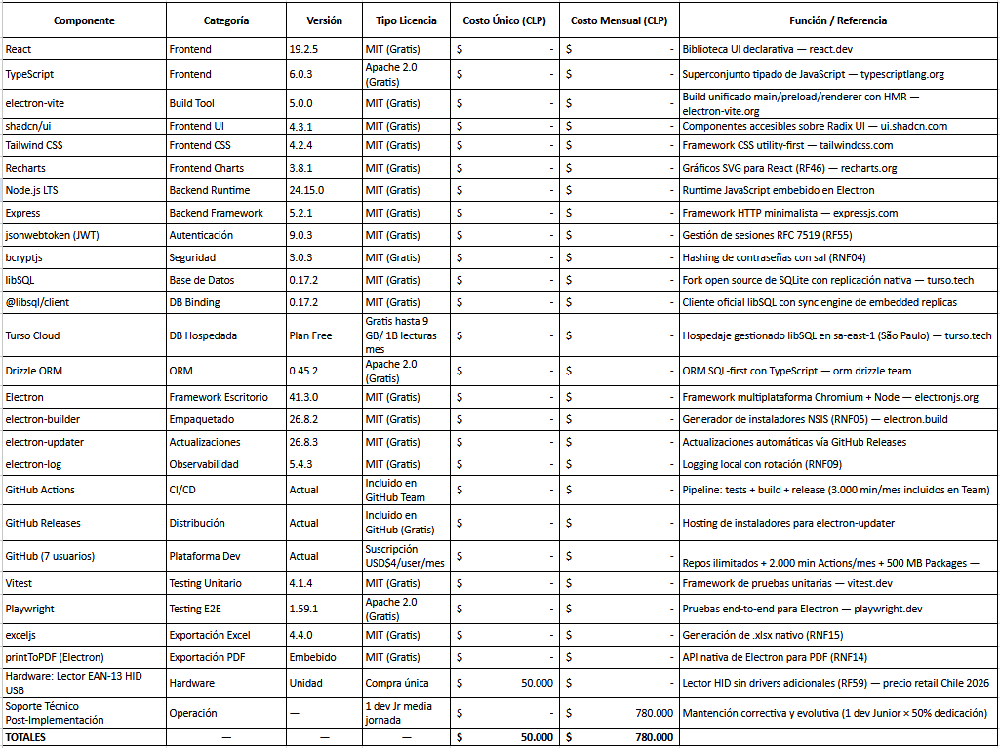 Componente Categoría Versión Tipo Licencia Costo Único (CLP) Costo Mensual (CLP) Función / Referencia
React Frontend 19.2.5 MIT (Gratis) $ - $ - Biblioteca UI declarativa — react.dev
TypeScript Frontend 6.0.3 Apache 2.0 (Gratis) $ - $ - Superconjunto tipado de JavaScript — typescriptlang.org
electron-vite Build Tool 5.0.0 MIT (Gratis) $ - $ - Build unificado main/preload/renderer con HMR — electron-vite.org
shadcn/ui Frontend UI 4.3.1 MIT (Gratis) $ - $ - Componentes accesibles sobre Radix UI — ui.shadcn.com
Tailwind CSS Frontend CSS 4.2.4 MIT (Gratis) $ - $ - Framework CSS utility-first — tailwindcss.com
Recharts Frontend Charts 3.8.1 MIT (Gratis) $ - $ - Gráficos SVG para React (RF46) — recharts.org
Node.js LTS Backend Runtime 24.15.0 MIT (Gratis) $ - $ - Runtime JavaScript embebido en Electron
Express Backend Framework 5.2.1 MIT (Gratis) $ - $ - Framework HTTP minimalista — expressjs.com
jsonwebtoken (JWT) Autenticación 9.0.3 MIT (Gratis) $ - $ - Gestión de sesiones RFC 7519 (RF55)
bcryptjs Seguridad 3.0.3 MIT (Gratis) $ - $ - Hashing de contraseñas con sal (RNF04)
libSQL Base de Datos 0.17.2 MIT (Gratis) $ - $ - Fork open source de SQLite con replicación nativa — turso.tech
@libsql/client DB Binding 0.17.2 MIT (Gratis) $ - $ - Cliente oficial libSQL con sync engine de embedded replicas
Turso Cloud DB Hospedada Plan Free Gratis hasta 9 GB/ 1B lecturas mes $ - $ - Hospedaje gestionado libSQL en sa-east-1 (São Paulo) — turso.tech
Drizzle ORM ORM 0.45.2 Apache 2.0 (Gratis) $ - $ - ORM SQL-first con TypeScript — orm.drizzle.team
Electron Framework Escritorio 41.3.0 MIT (Gratis) $ - $ - Framework multiplataforma Chromium + Node — electronjs.org
electron-builder Empaquetado 26.8.2 MIT (Gratis) $ - $ - Generador de instaladores NSIS (RNF05) — electron.build
electron-updater Actualizaciones 26.8.3 MIT (Gratis) $ - $ - Actualizaciones automáticas vía GitHub Releases
electron-log Observabilidad 5.4.3 MIT (Gratis) $ - $ - Logging local con rotación (RNF09)
GitHub Actions CI/CD Actual Incluido en GitHub Team $ - $ - Pipeline: tests + build + release (3.000 min/mes incluidos en Team)
GitHub Releases Distribución Actual Incluido en GitHub (Gratis) $ - $ - Hosting de instaladores para electron-updater
GitHub (7 usuarios) Plataforma Dev Actual Suscripción USD$4/user/mes $ - $ - Repos ilimitados + 2.000 min Actions/mes + 500 MB Packages —
Vitest Testing Unitario 4.1.4 MIT (Gratis) $ - $ - Framework de pruebas unitarias — vitest.dev
Playwright Testing E2E 1.59.1 Apache 2.0 (Gratis) $ - $ - Pruebas end-to-end para Electron — playwright.dev
exceljs Exportación Excel 4.4.0 MIT (Gratis) $ - $ - Generación de .xlsx nativo (RNF15)
printToPDF (Electron) Exportación PDF Embebido MIT (Gratis) $ - $ - API nativa de Electron para PDF (RNF14)
Hardware: Lector EAN-13 HID USB Hardware Unidad Compra única $ 50.000 $ - Lector HID sin drivers adicionales (RF59) — precio retail Chile 2026
Soporte Técnico Post-Implementación Operación — 1 dev Jr media jornada $ - $ 780.000 Mantención correctiva y evolutiva (1 dev Junior × 50% dedicación)
TOTALES — — — $ 50.000 $ 780.000